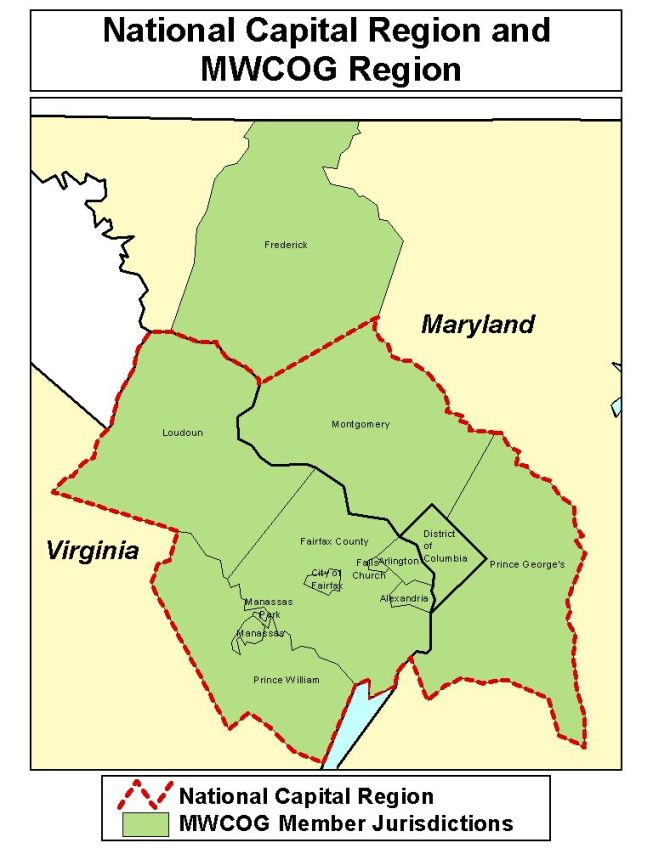 National Capital Region and
MWCOG Region
Frederick
Maryland
Montgomery
Loudoun
District
of
Columbia
Fairfax County
Virginia
Falls
Church
Arlington
Prince George's
City of
Fairfax
Alexandria
Manassas
Park
Manassas
Prince William
National Capital Region
MWCOG Member Jurisdictions